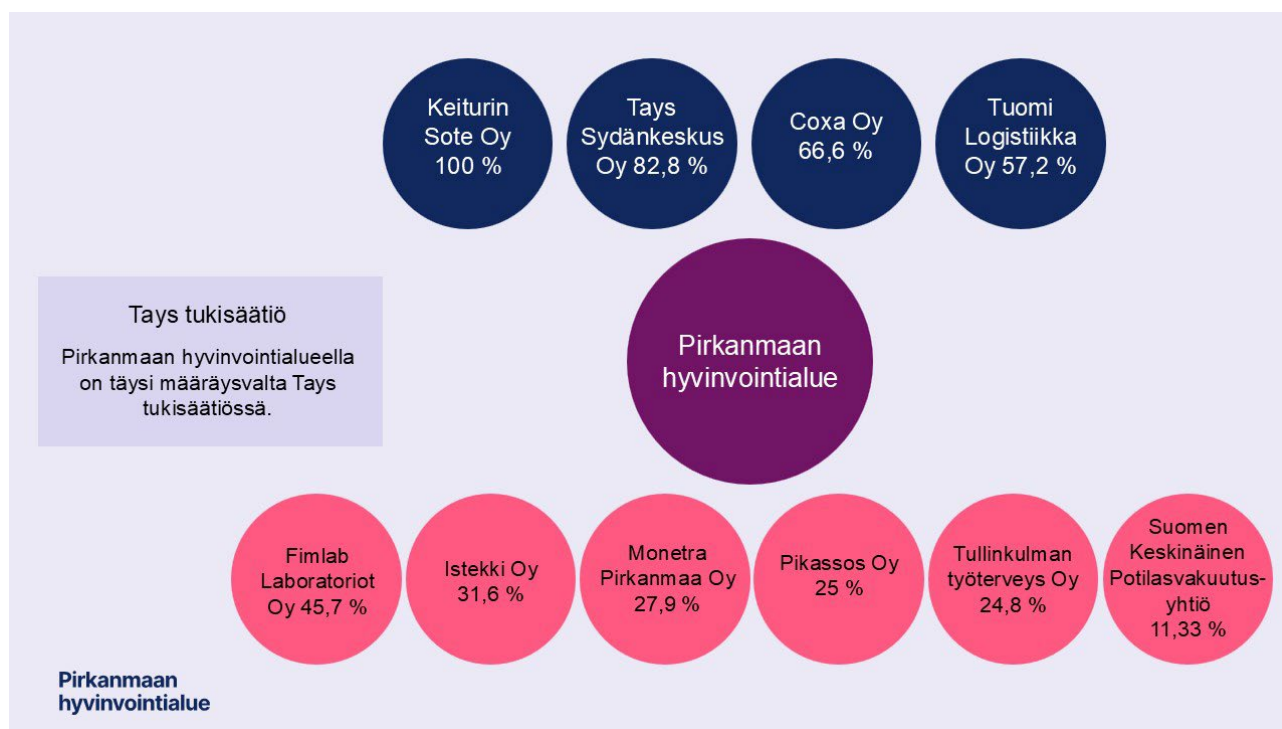 Keiturin
Sote Oy
100 %
Tays
Sydänkeskus
Oy 82,8 %
Coxa Oy
66,6 %
Tuomi
Logistiikka
Oy 57,2 %
Tays tukisäätiö
Pirkanmaan hyvinvointialueella
on täysi määräysvalta Tays
tukisäätiössä.
Pirkanmaan
hyvinvointialue
Fimlab
Laboratoriot
Oy 45,7 %
Istekki Oy
31,6 %
Monetra
Pirkanmaa Oy
27,9 %
Pikassos Oy
25 %
Tullinkulman
työterveys Oy
24,8 %
Suomen
Keskinäinen
Potilasvakuutus-
yhtiö
11,33 %
Pirkanmaan
hyvinvointialue